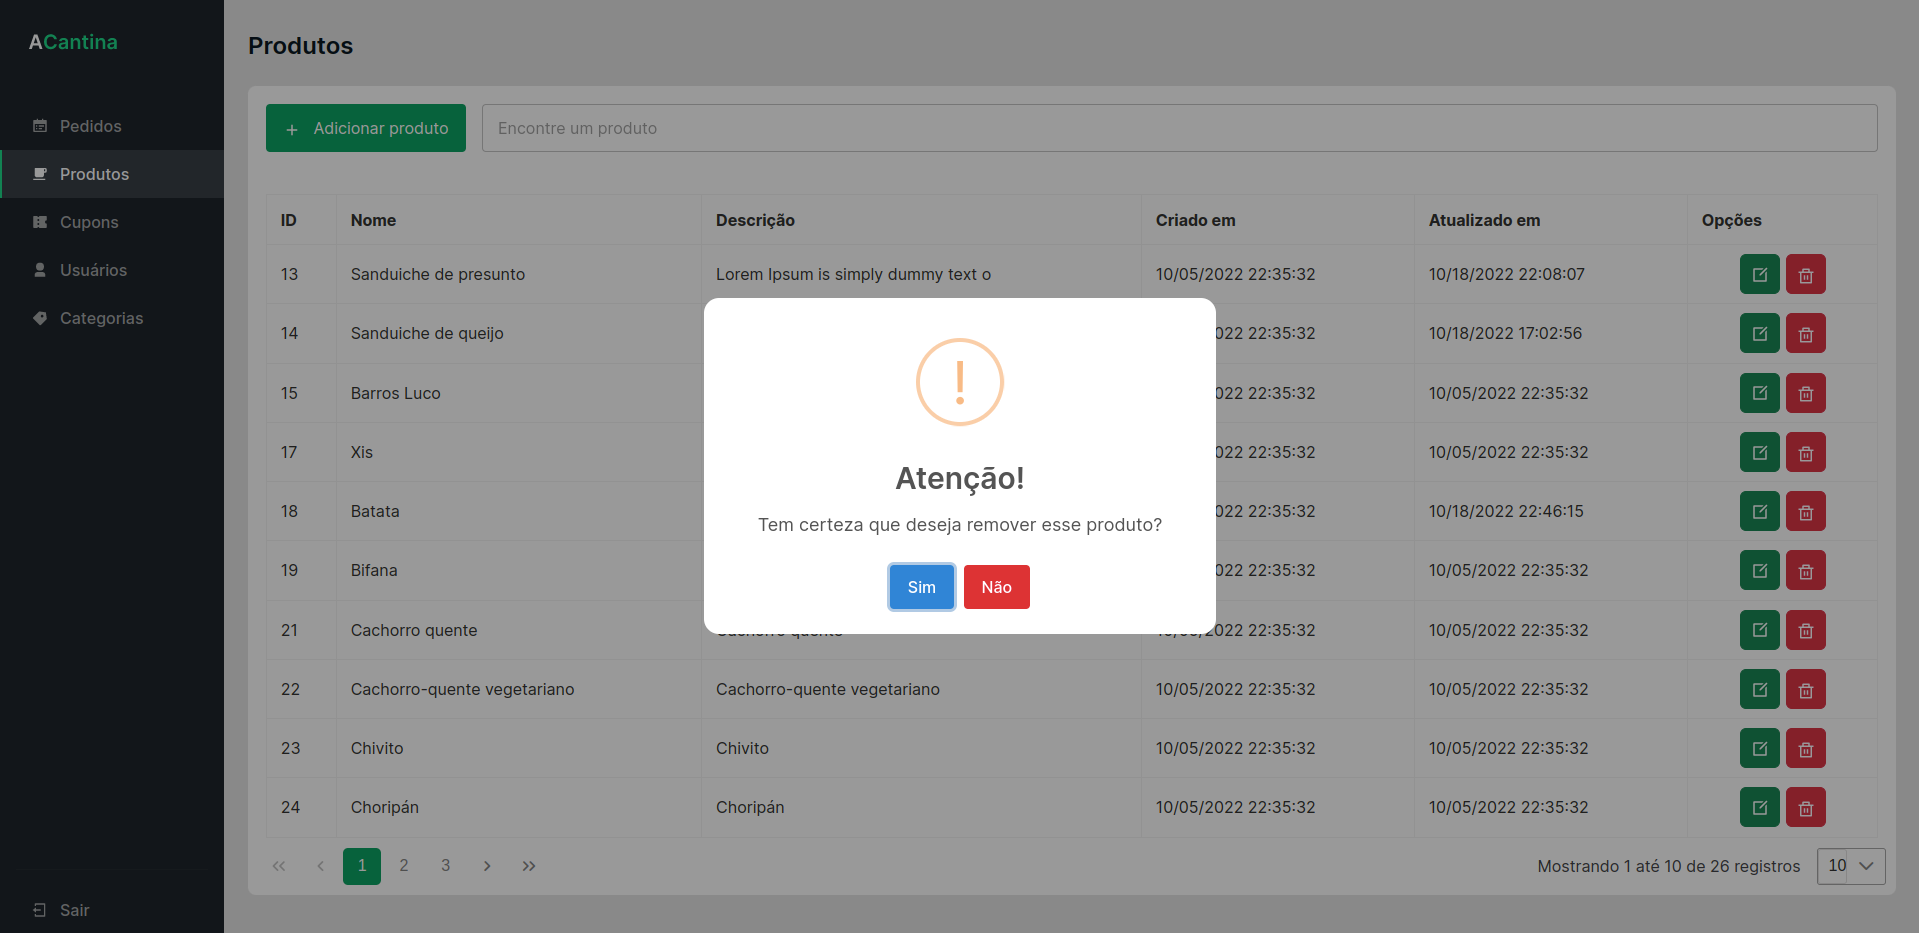 ACantina
Pedidos
Produtos
Cupons
Usuários
Categorias
Sair
Produtos
+ Adicionar produto
Encontre um produto
ID Nome Descrição Criado em Atualizado em Opções
13 Sanduiche de presunto Lorem Ipsum is simply dummy text o 10/05/2022 22:35:32 10/18/2022 22:08:07
14 Sanduiche de queijo 022 22:35:32 10/18/2022 17:02:56
15 Barros Luco 022 22:35:32 10/05/2022 22:35:32
17 Xis 022 22:35:32 10/05/2022 22:35:32
18 Batata 022 22:35:32 10/18/2022 22:46:15
19 Bifana 022 22:35:32 10/05/2022 22:35:32
21 Cachorro quente 022 22:35:32 10/05/2022 22:35:32
22 Cachorro-quente vegetariano Cachorro-quente vegetariano 10/05/2022 22:35:32 10/05/2022 22:35:32
23 Chivito Chivito 10/05/2022 22:35:32 10/05/2022 22:35:32
24 Choripán Choripán 10/05/2022 22:35:32 10/05/2022 22:35:32
« ‹ 1 2 3 › »
Mostrando 1 até 10 de 26 registros 10
!
Atenção!
Tem certeza que deseja remover esse produto?
Sim Não